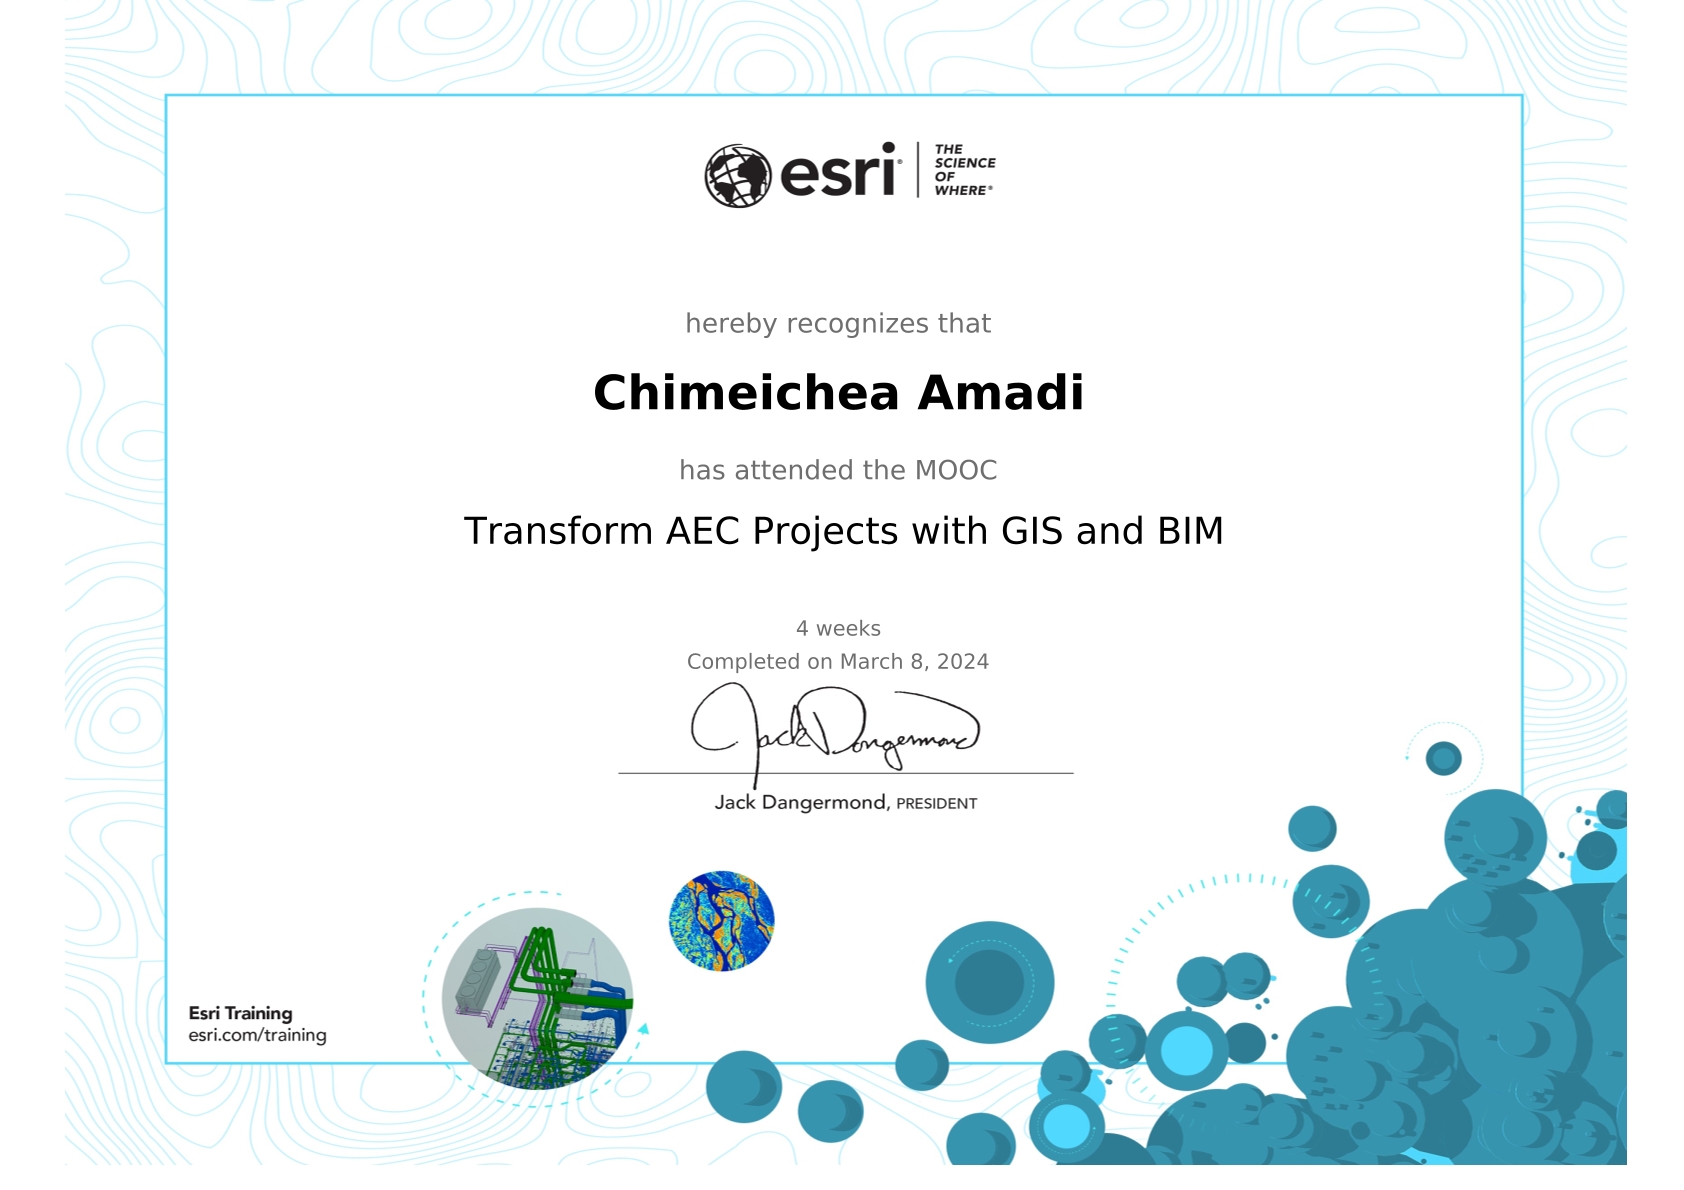 esri®
THE
SCIENCE
OF
WHERE®
hereby recognizes that
Chimeichea Amadi
has attended the MOOC
Transform AEC Projects with GIS and BIM
4 weeks
Completed on March 8, 2024
Jack Dangermond
Jack Dangermond, PRESIDENT
Esri Training
esri.com/training